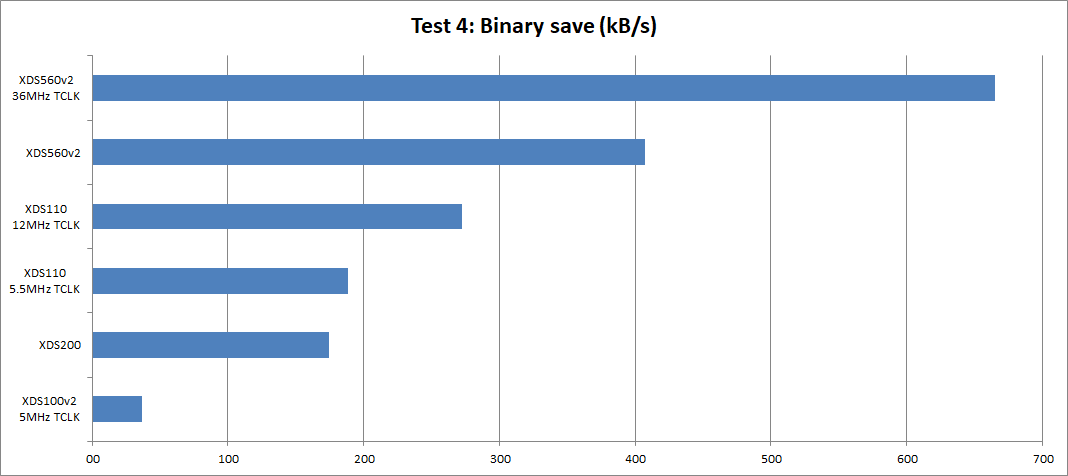 Test 4: Binary save (kB/s)
XDS560v2
36MHz TCLK
XDS560v2
XDS110
12MHz TCLK
XDS110
5.5MHz TCLK
XDS200
XDS100v2
5MHz TCLK
00 100 200 300 400 500 600 700